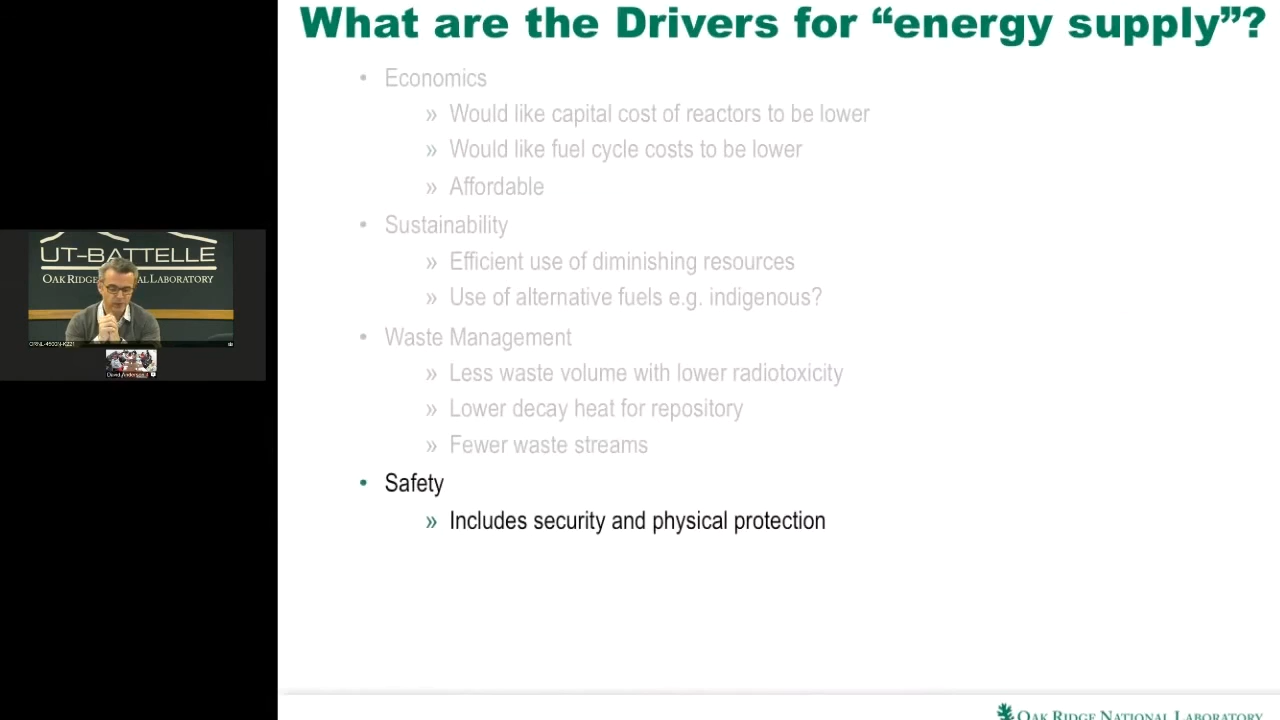 What are the Drivers for “energy supply”?
• Economics
» Would like capital cost of reactors to be lower
» Would like fuel cycle costs to be lower
» Affordable
• Sustainability
» Efficient use of diminishing resources
» Use of alternative fuels e.g. indigenous?
• Waste Management
» Less waste volume with lower radiotoxicity
» Lower decay heat for repository
» Fewer waste streams
• Safety
» Includes security and physical protection
UT-BATTELLE
OAK RIDGE NATIONAL LABORATORY
David Anderson
OAK RIDGE NATIONAL LABORATORY